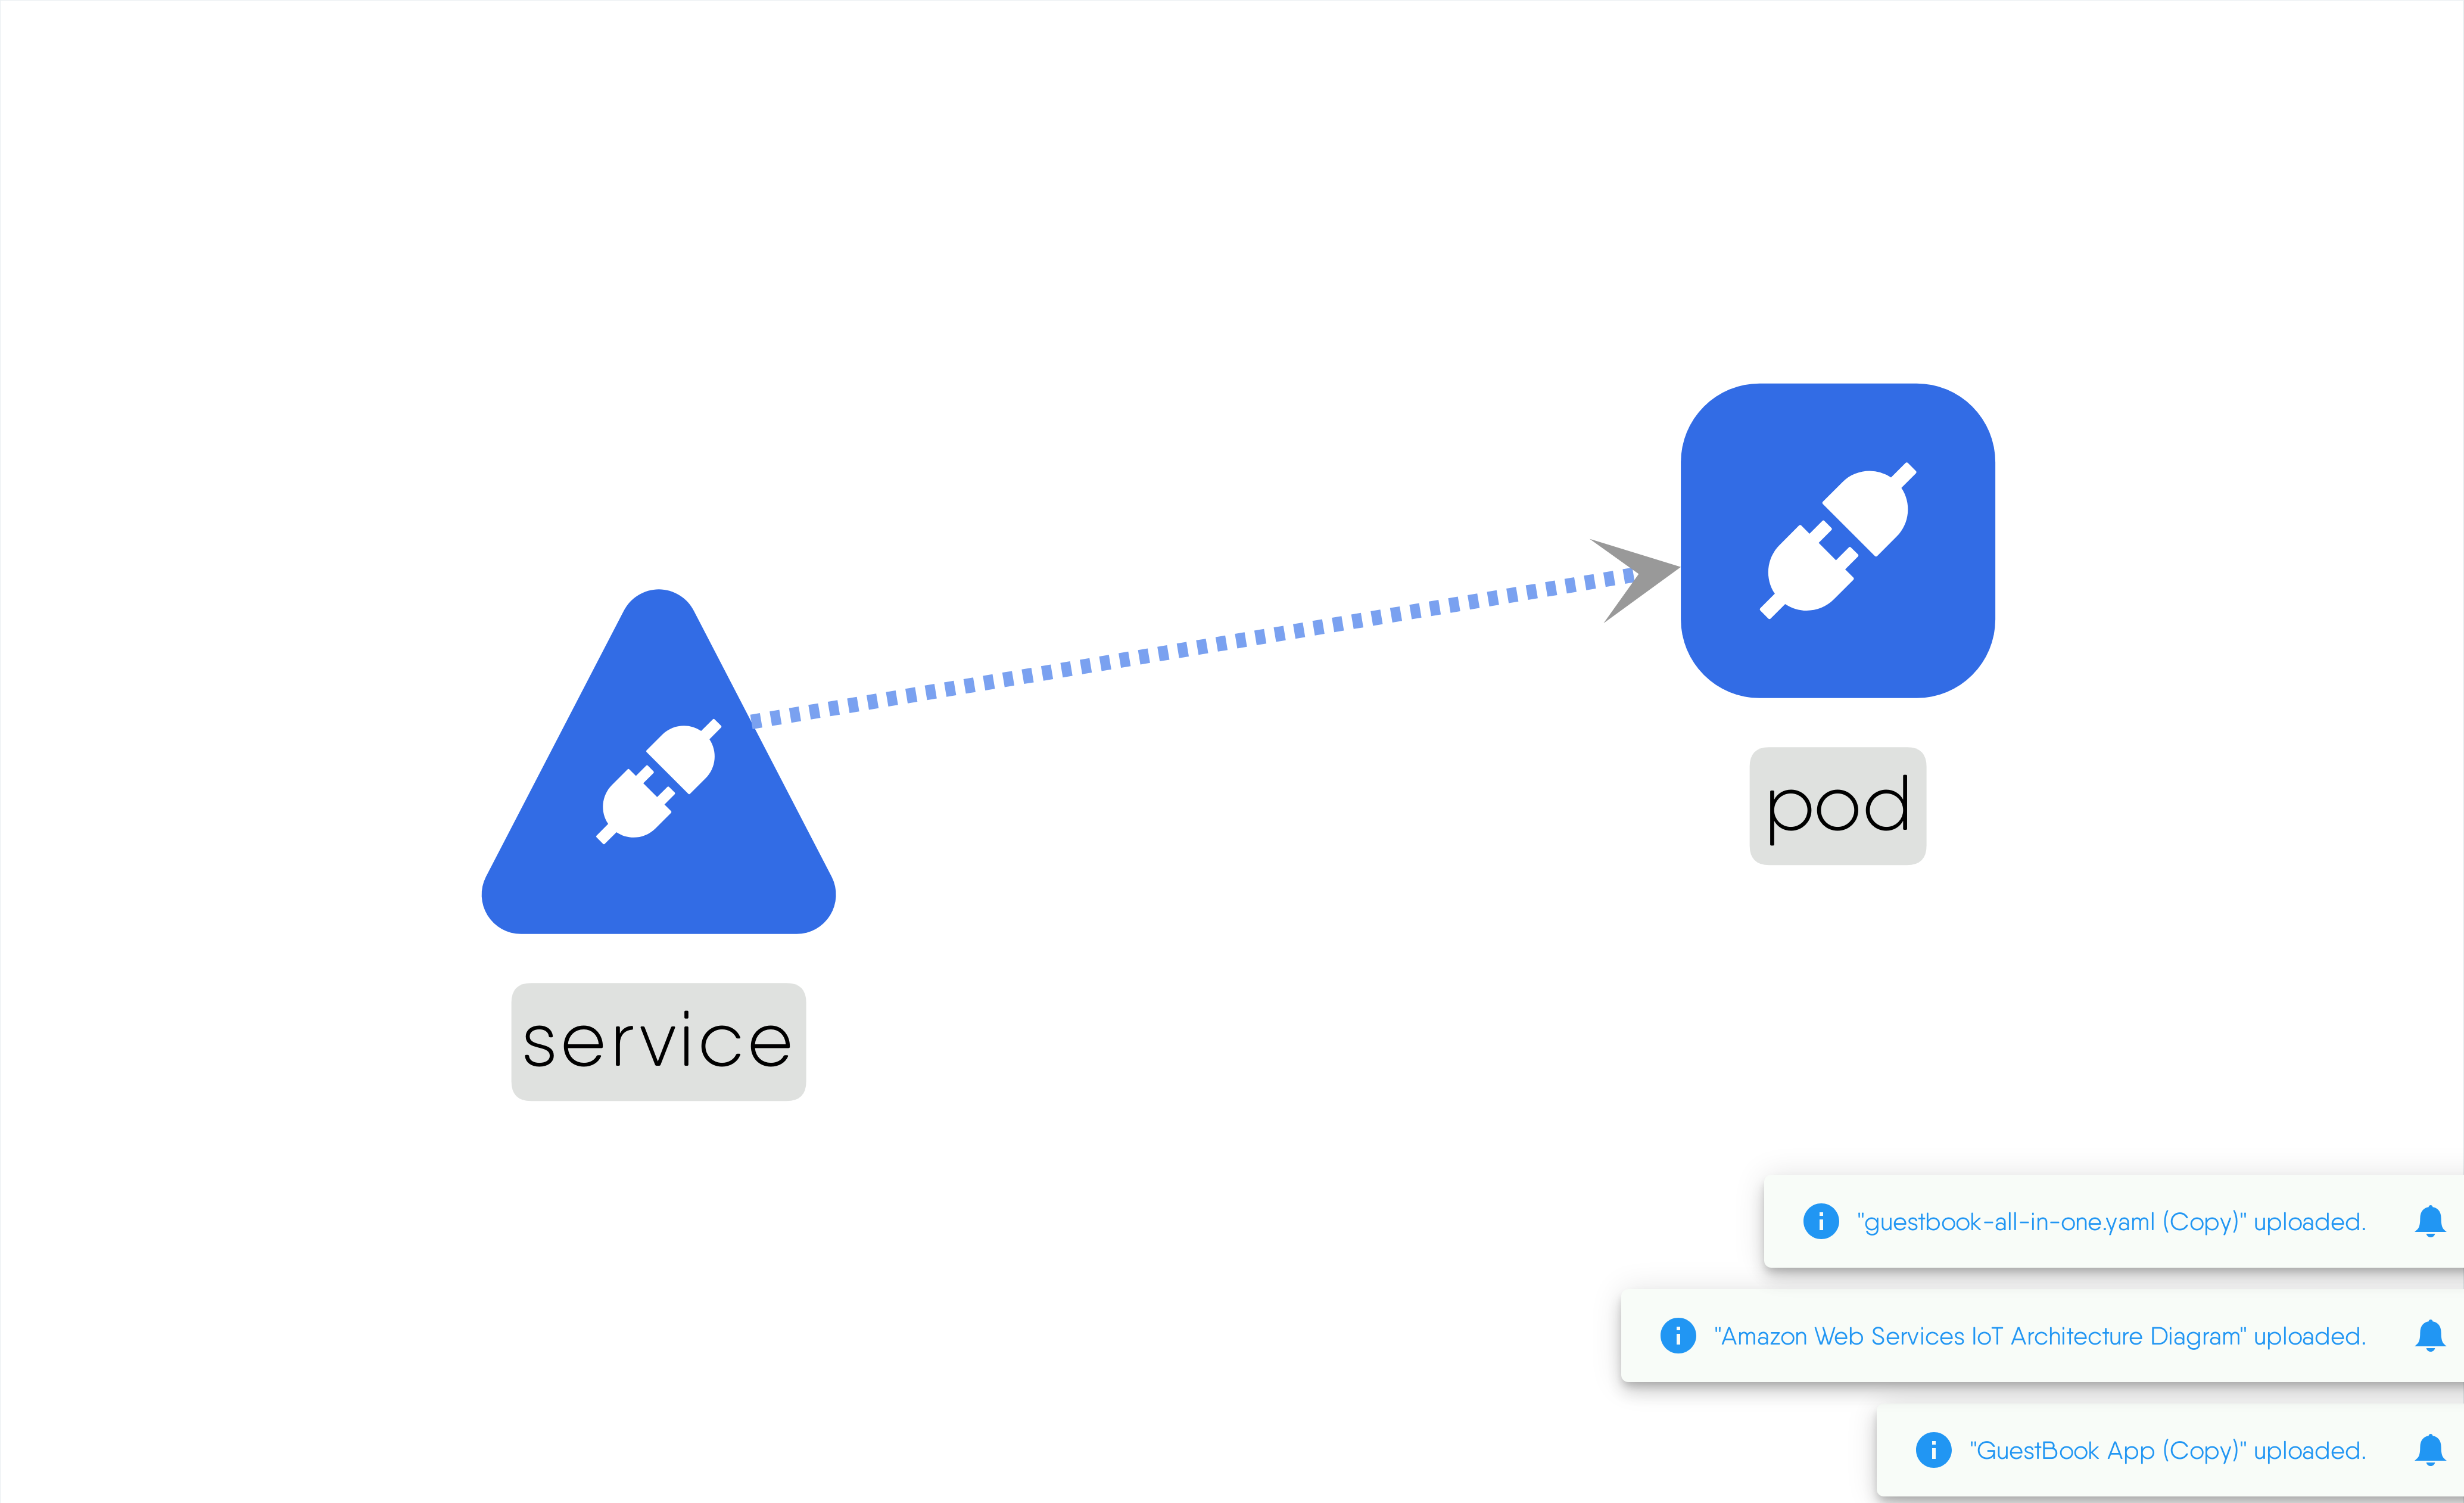 pod
service
"guestbook-all-in-one.yaml (Copy)" uploaded.
"Amazon Web Services IoT Architecture Diagram" uploaded.
"GuestBook App (Copy)" uploaded.